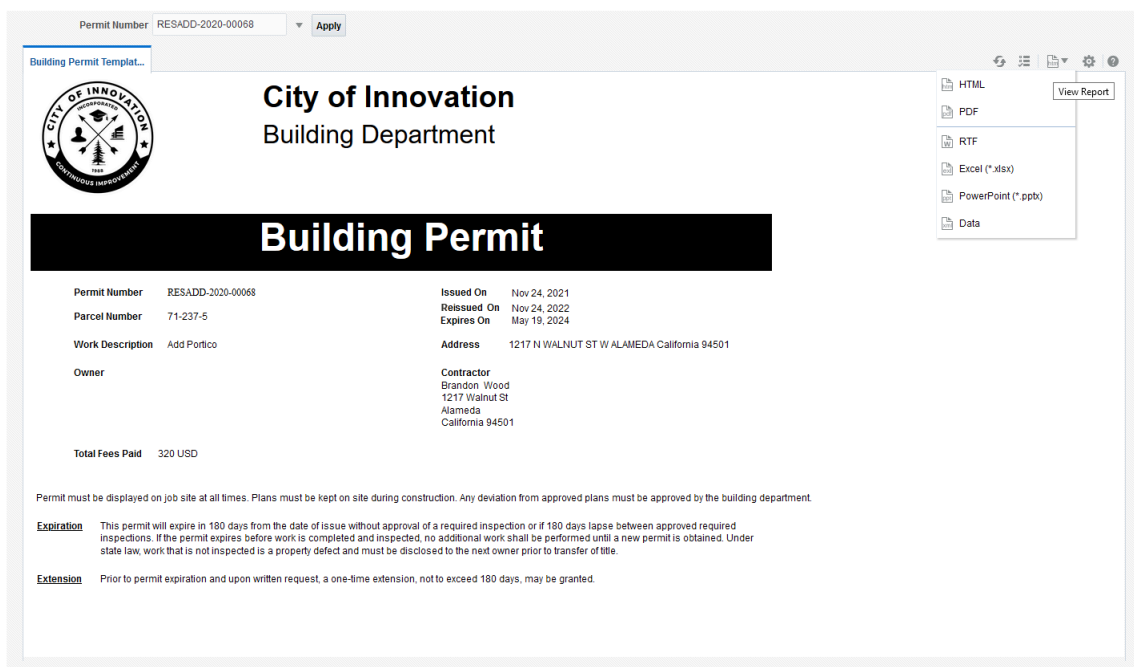 Permit Number RESADD-2020-00068 Apply
Building Permit Templat...
HTML
View Report
PDF
RTF
Excel (*.xlsx)
PowerPoint (*.pptx)
Data
CITY OF INNOVATION
INCORPORATED
CONTINUOUS IMPROVEMENT
City of Innovation
Building Department
Building Permit
Permit Number RESADD-2020-00068
Issued On Nov 24, 2021
Reissued On Nov 24, 2022
Parcel Number 71-237-5
Expires On May 19, 2024
Work Description Add Portico
Address 1217 N WALNUT ST W ALAMEDA California 94501
Owner
Contractor
Brandon Wood
1217 Walnut St
Alameda
California 94501
Total Fees Paid 320 USD
Permit must be displayed on job site at all times. Plans must be kept on site during construction. Any deviation from approved plans must be approved by the building department.
Expiration This permit will expire in 180 days from the date of issue without approval of a required inspection or if 180 days lapse between approved required
inspections. If the permit expires before work is completed and inspected, no additional work shall be performed until a new permit is obtained. Under
state law, work that is not inspected is a property defect and must be disclosed to the next owner prior to transfer of title.
Extension Prior to permit expiration and upon written request, a one-time extension, not to exceed 180 days, may be granted.